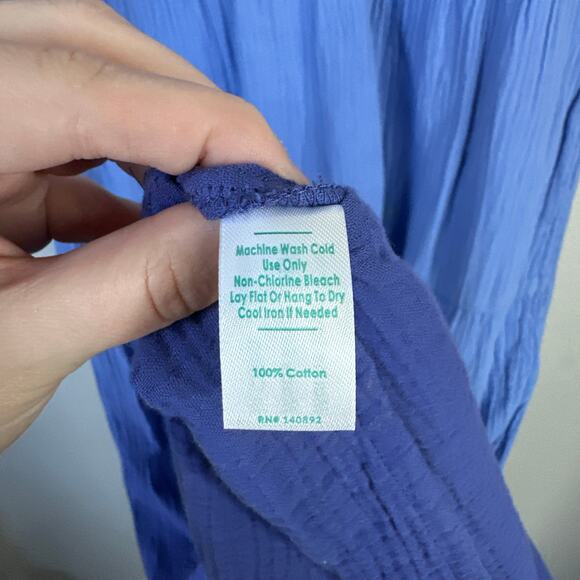 Machine Wash Cold
Use Only
Non-Chlorine Bleach
Lay Flat Or Hang To Dry
Cool Iron If Needed
100% Cotton
RN# 140892